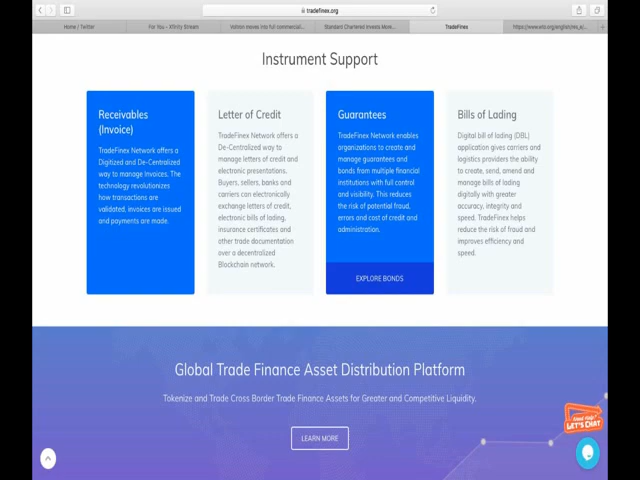 tradefinex.org
Home / Twitter
For You – Xfinity Stream
Voltron moves into full commercial...
Standard Chartered Invests More...
TradeFinex
Instrument Support
Receivables
(Invoice)
TradeFinex Network offers a
Digitized and De-Centralized
way to manage Invoices. The
technology revolutionizes
how transactions are
validated, invoices are issued
and payments are made.
Letter of Credit
TradeFinex Network offers a
De-Centralized way to
manage letters of credit and
electronic presentations.
Buyers, sellers, banks and
carriers can electronically
exchange letters of credit,
electronic bills of lading,
insurance certificates and
other trade documentation
over a decentralized
Blockchain network.
Guarantees
TradeFinex Network enables
organizations to create and
manage guarantees and
bonds from multiple financial
institutions with full control
and visibility. This reduces
the risk of potential fraud,
errors and cost of credit and
administration.
EXPLORE BONDS
Bills of Lading
Digital bill of lading (DBL)
application gives carriers and
logistics providers the ability
to create, send, amend and
manage bills of lading
digitally with greater
accuracy, integrity and
speed. TradeFinex helps
reduce the risk of fraud and
improves efficiency and
speed.
Global Trade Finance Asset Distribution Platform
Tokenize and Trade Cross Border Trade Finance Assets for Greater and Competitive Liquidity.
LEARN MORE
Need Help?
LET'S CHAT